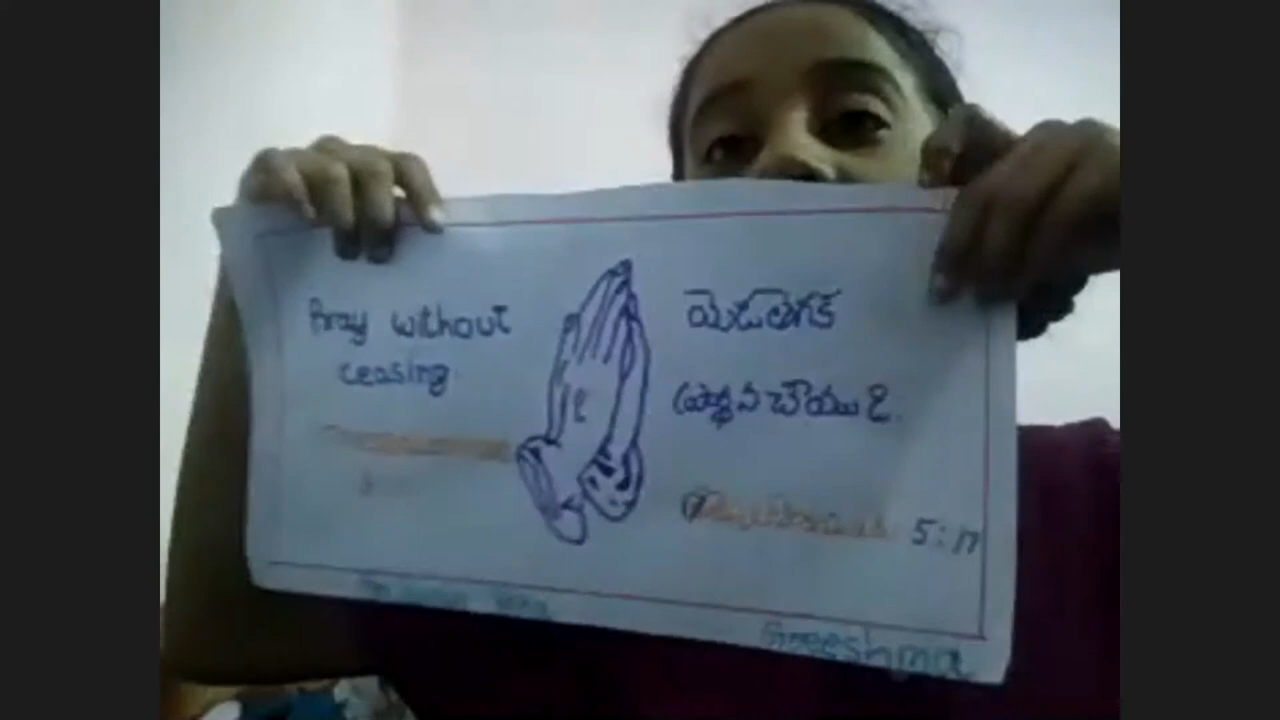 Pray without
ceasing.
మెడతెగక
ప్రార్థన చేయుడి.
5:17
Greeshma